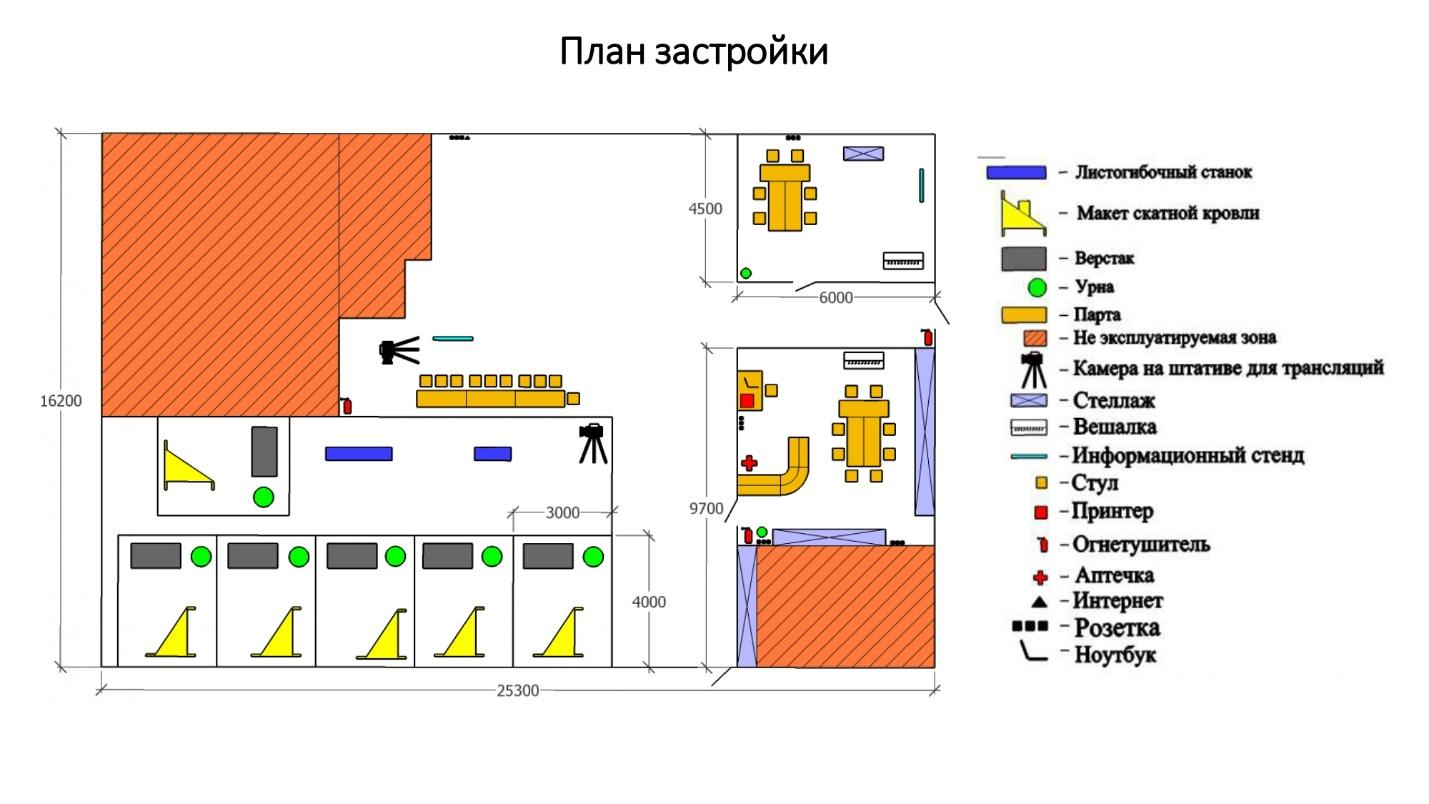 План застройки
4500
6000
16200
9700
3000
4000
25300
– Листогибочный станок
– Макет скатной кровли
– Верстак
– Урна
– Парта
– Не эксплуатируемая зона
– Камера на штативе для трансляций
– Стеллаж
– Вешалка
– Информационный стенд
– Стул
– Принтер
– Огнетушитель
– Аптечка
– Интернет
– Розетка
– Ноутбук